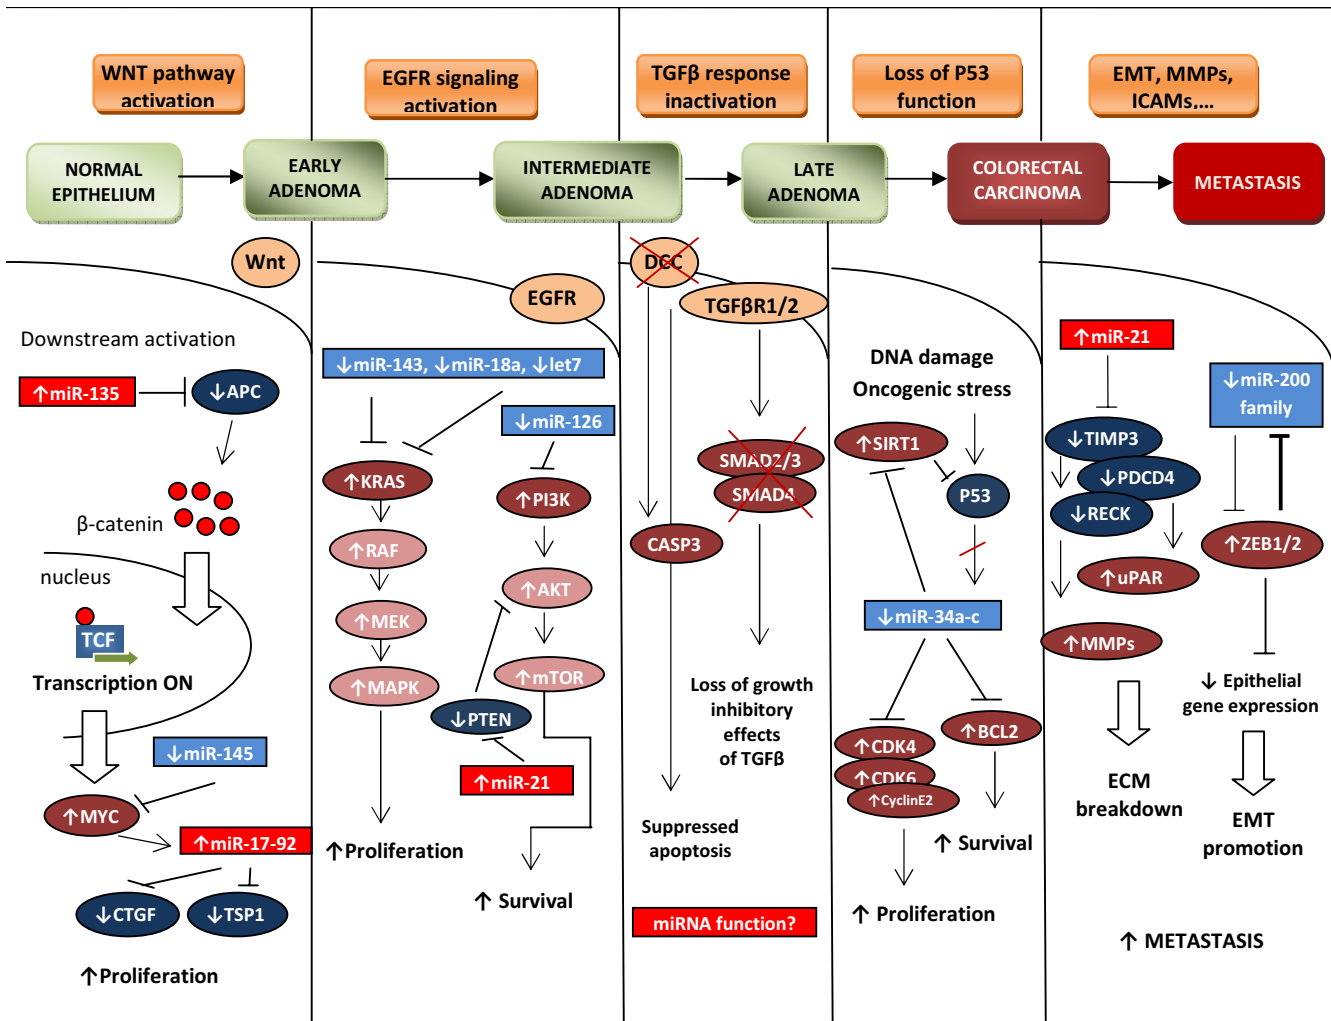 WNT pathway
activation
EGFR signaling
activation
TGFβ response
inactivation
Loss of P53
function
EMT, MMPs,
ICAMs,...
NORMAL
EPITHELIUM
EARLY
ADENOMA
INTERMEDIATE
ADENOMA
LATE
ADENOMA
COLORECTAL
CARCINOMA
METASTASIS
Wnt
Downstream activation
↑miR-135
↓APC
β-catenin
nucleus
TCF
Transcription ON
↓miR-145
↑MYC
↑miR-17-92
↓CTGF
↓TSP1
↑Proliferation
EGFR
↓miR-143, ↓miR-18a, ↓let7
↓miR-126
↑KRAS
↑PI3K
↑RAF
↑AKT
↑MEK
↑mTOR
↑MAPK
↓PTEN
↑miR-21
↑Proliferation
↑ Survival
DCC
TGFβR1/2
SMAD2/3
SMAD4
CASP3
Loss of growth
inhibitory
effects
of TGFβ
Suppressed
apoptosis
miRNA function?
DNA damage
Oncogenic stress
↑SIRT1
P53
↓miR-34a-c
↑CDK4
↑CDK6
↑CyclinE2
↑BCL2
↑ Survival
↑ Proliferation
↑miR-21
↓miR-200
family
↓TIMP3
↓PDCD4
↓RECK
↑ZEB1/2
↑uPAR
↑MMPs
↓ Epithelial
gene expression
ECM
breakdown
EMT
promotion
↑ METASTASIS